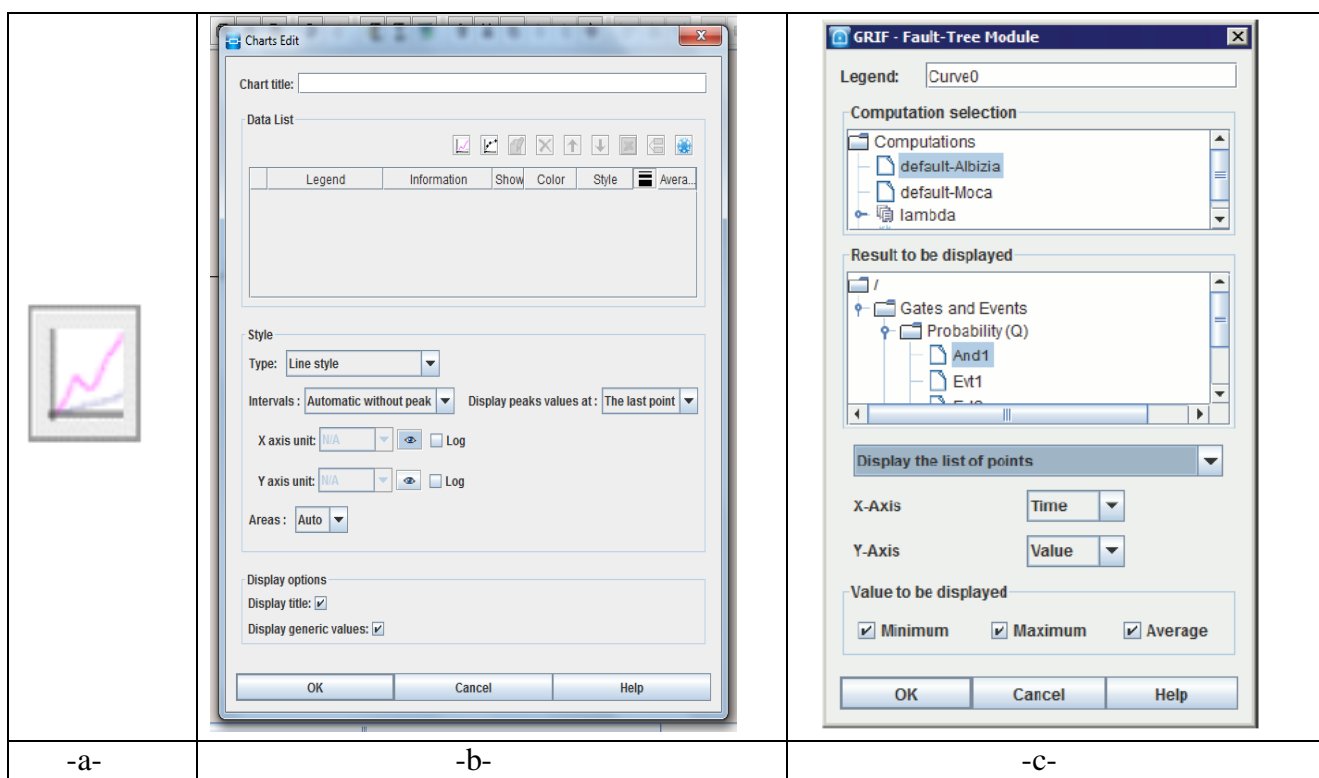 Charts Edit
Chart title:
Data List
Legend Information Show Color Style Avera...
Style
Type: Line style
Intervals : Automatic without peak Display peaks values at : The last point
X axis unit: N/A Log
Y axis unit: N/A Log
Areas : Auto
Display options
Display title:
Display generic values:
OK Cancel Help
GRIF - Fault-Tree Module
Legend: Curve0
Computation selection
Computations
default-Albizia
default-Moca
lambda
Result to be displayed
/
Gates and Events
Probability (Q)
And1
Evt1
Display the list of points
X-Axis Time
Y-Axis Value
Value to be displayed
Minimum Maximum Average
OK Cancel Help
-a- -b- -c-